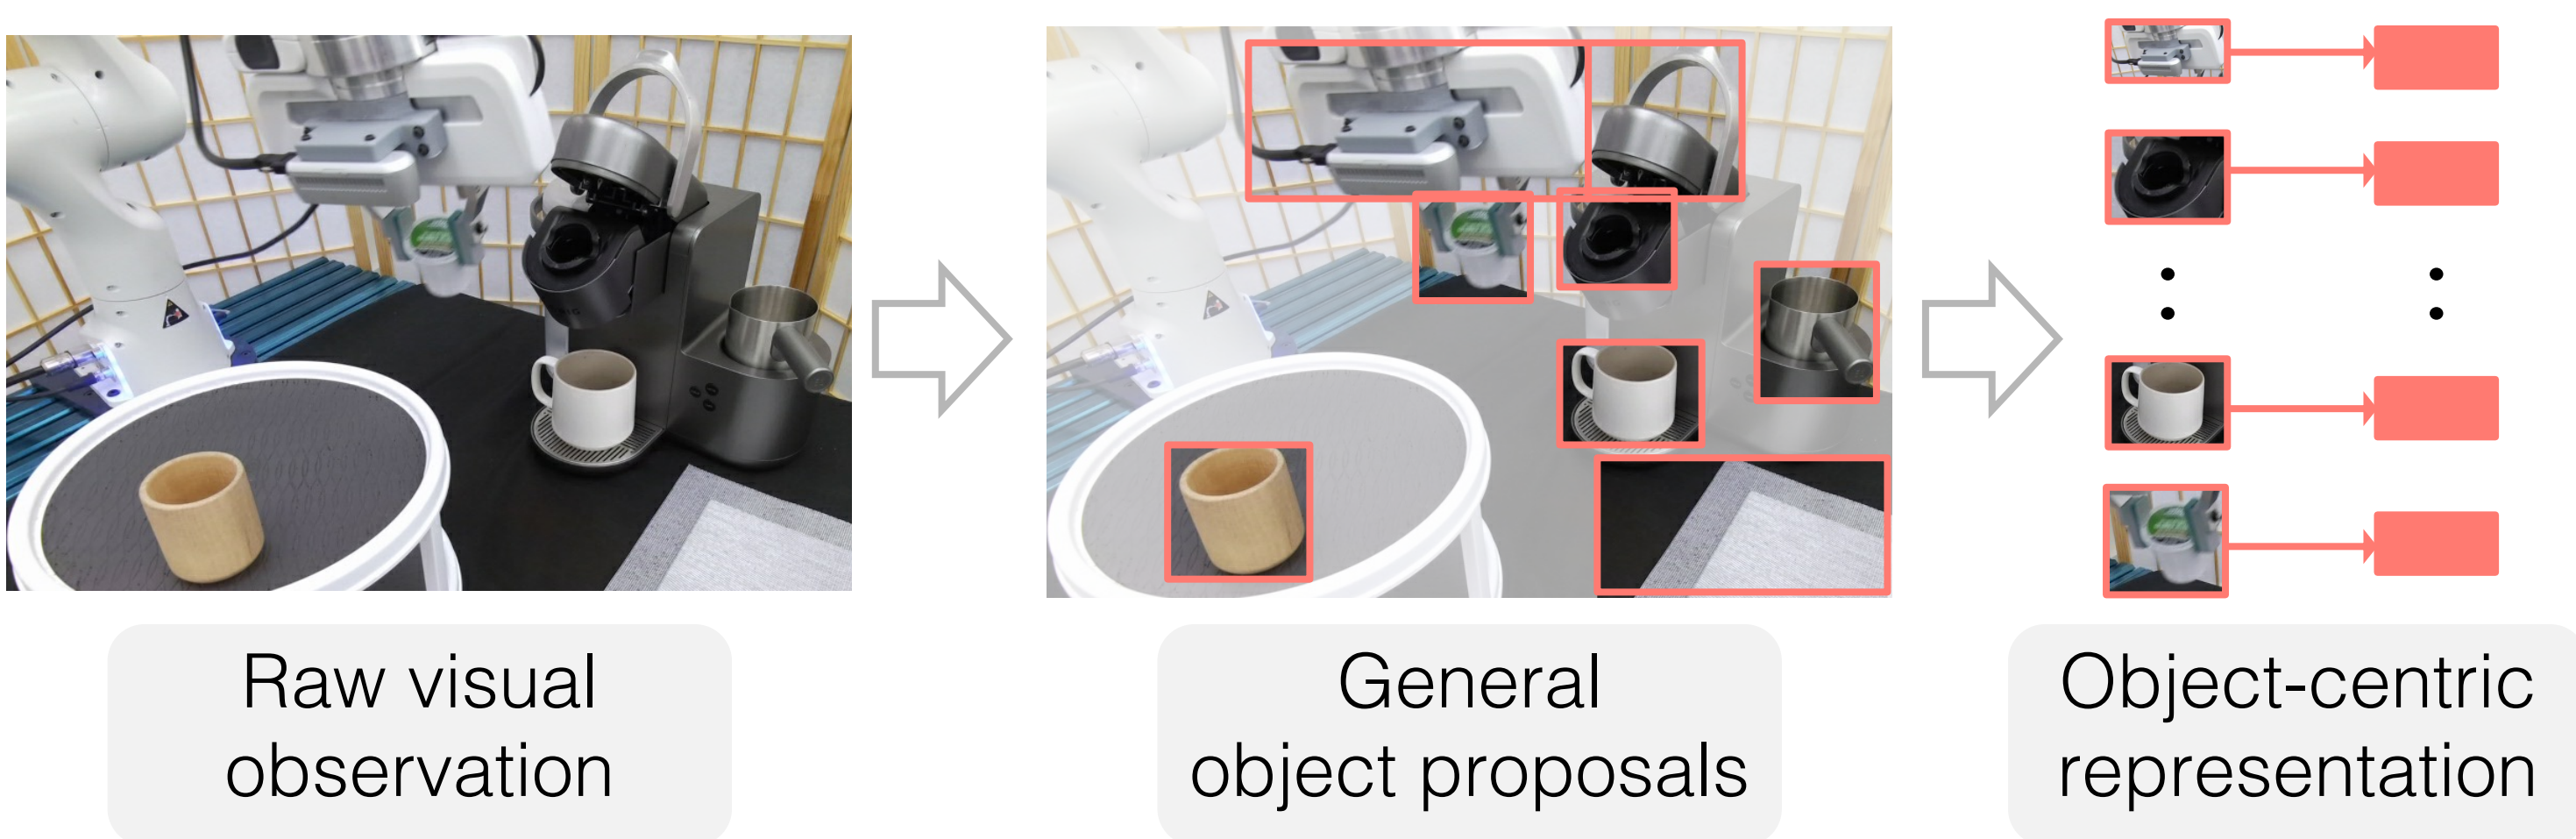 Raw visual
observation
General
object proposals
Object-centric
representation